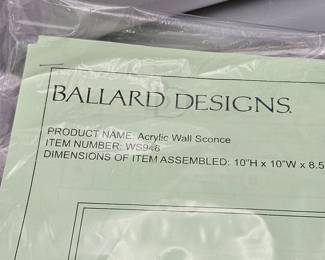 BALLARD DESIGNS.
PRODUCT NAME: Acrylic Wall Sconce
ITEM NUMBER: WS946
DIMENSIONS OF ITEM ASSEMBLED: 10"H x 10"W x 8.5